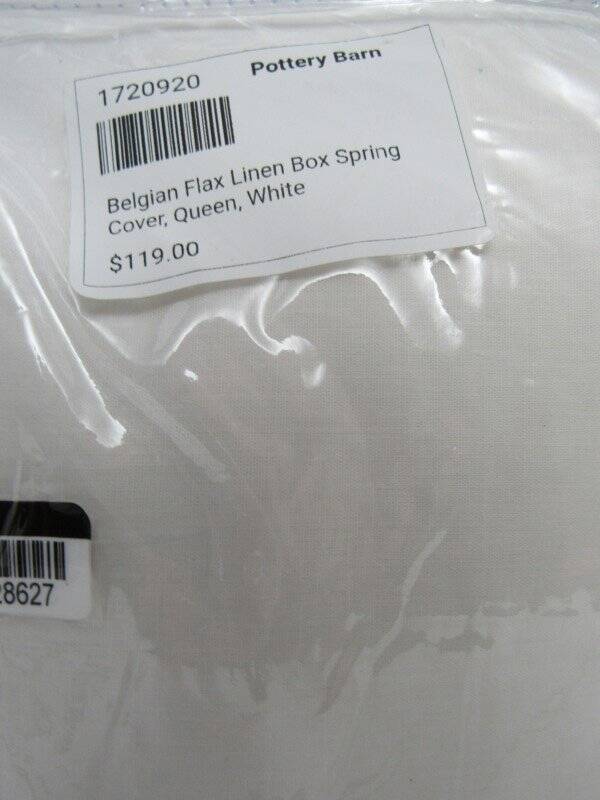 Pottery Barn
1720920
Belgian Flax Linen Box Spring
Cover, Queen, White
$119.00
28627